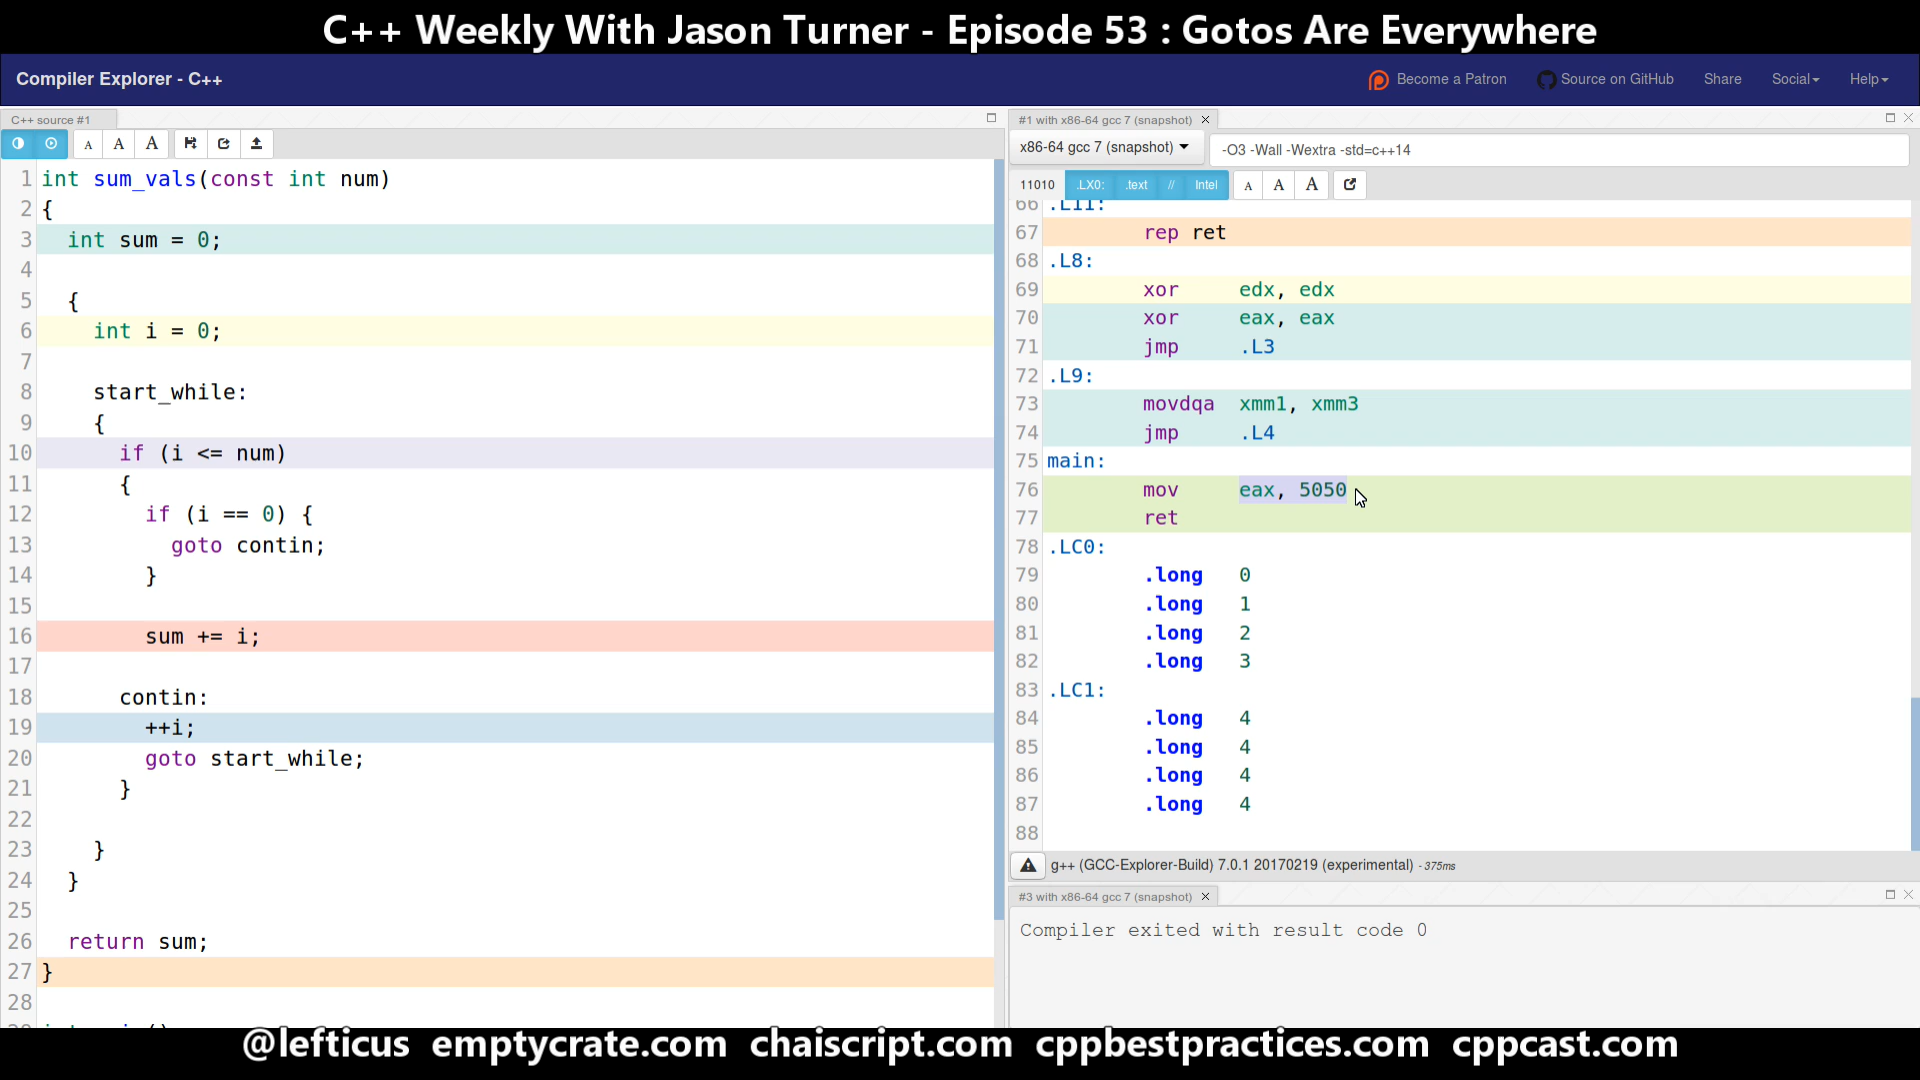 C++ Weekly With Jason Turner - Episode 53 : Gotos Are Everywhere
Compiler Explorer - C++
Become a Patron
Source on GitHub
Share
Social
Help
C++ source #1
A A A
1 int sum_vals(const int num)
2 {
3 int sum = 0;
4
5 {
6 int i = 0;
7
8 start_while:
9 {
10 if (i <= num)
11 {
12 if (i == 0) {
13 goto contin;
14 }
15
16 sum += i;
17
18 contin:
19 ++i;
20 goto start_while;
21 }
22
23 }
24 }
25
26 return sum;
27 }
28
#1 with x86-64 gcc 7 (snapshot) ×
x86-64 gcc 7 (snapshot)
-O3 -Wall -Wextra -std=c++14
11010 .LX0: .text // Intel A A A
66 .L11:
67 rep ret
68 .L8:
69 xor edx, edx
70 xor eax, eax
71 jmp .L3
72 .L9:
73 movdqa xmm1, xmm3
74 jmp .L4
75 main:
76 mov eax, 5050
77 ret
78 .LC0:
79 .long 0
80 .long 1
81 .long 2
82 .long 3
83 .LC1:
84 .long 4
85 .long 4
86 .long 4
87 .long 4
88
g++ (GCC-Explorer-Build) 7.0.1 20170219 (experimental) - 375ms
#3 with x86-64 gcc 7 (snapshot) ×
Compiler exited with result code 0
@lefticus emptycrate.com chaiscript.com cppbestpractices.com cppcast.com